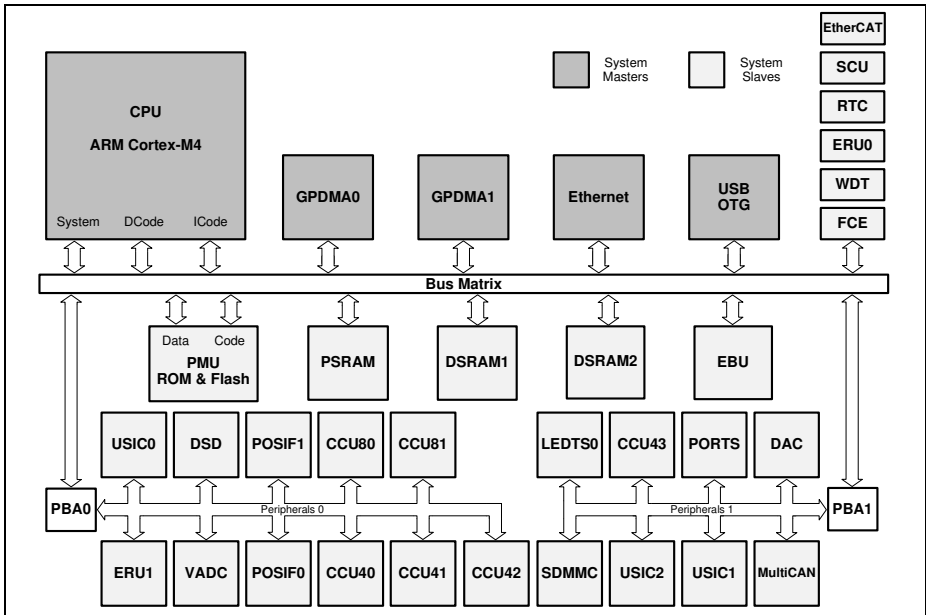 EtherCAT
CPU
ARM Cortex-M4
System
Masters
System
Slaves
SCU
RTC
ERU0
WDT
FCE
GPDMA0
GPDMA1
Ethernet
USB
OTG
System DCode ICode
Bus Matrix
Data Code
PMU
ROM & Flash
PSRAM
DSRAM1
DSRAM2
EBU
USIC0
DSD
POSIF1
CCU80
CCU81
LEDTS0
CCU43
PORTS
DAC
PBA0
Peripherals 0
Peripherals 1
PBA1
ERU1
VADC
POSIF0
CCU40
CCU41
CCU42
SDMMC
USIC2
USIC1
MultiCAN